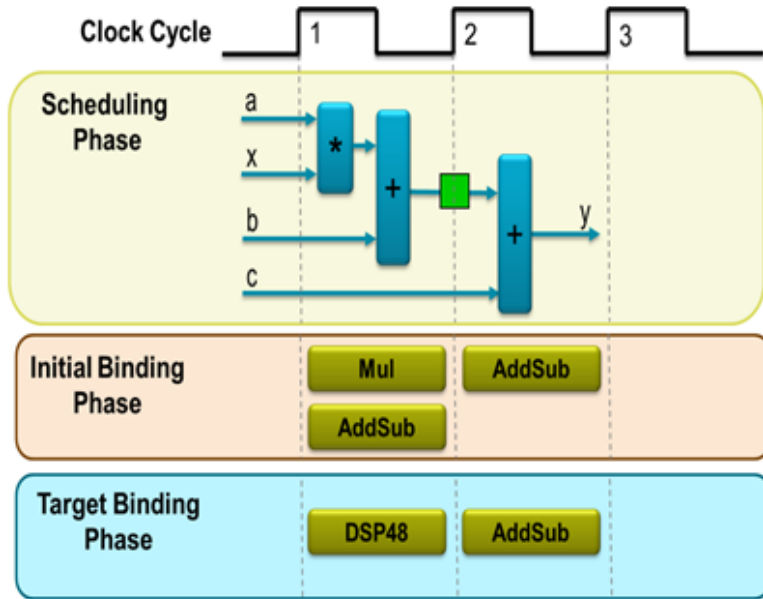 Clock Cycle
1
2
3
Scheduling
Phase
a
x
*
+
b
+
y
c
Initial Binding
Phase
Mul
AddSub
AddSub
Target Binding
Phase
DSP48
AddSub